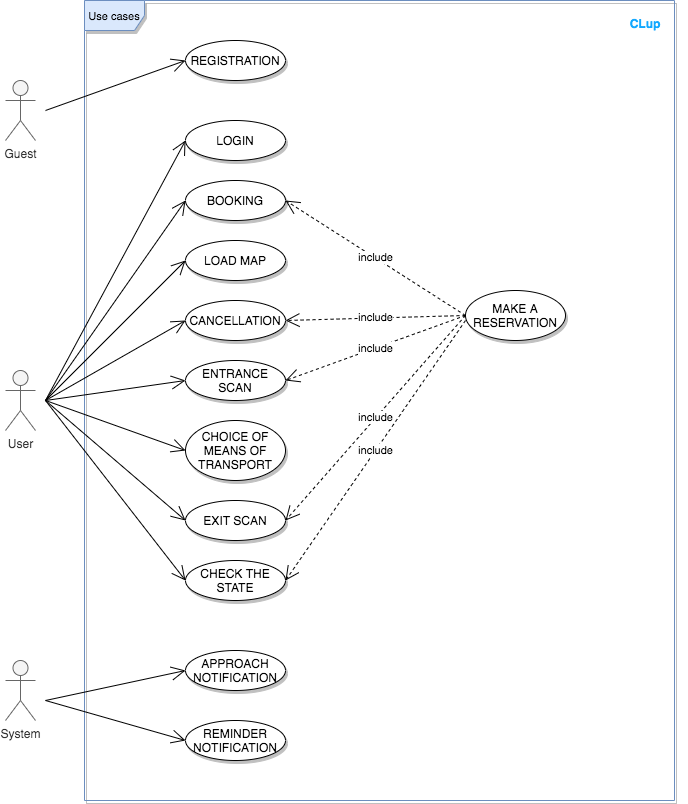 Use cases
CLup
REGISTRATION
Guest
LOGIN
BOOKING
include
LOAD MAP
CANCELLATION
include
MAKE A
RESERVATION
include
ENTRANCE
SCAN
User
include
CHOICE OF
MEANS OF
TRANSPORT
include
EXIT SCAN
CHECK THE
STATE
APPROACH
NOTIFICATION
System
REMINDER
NOTIFICATION